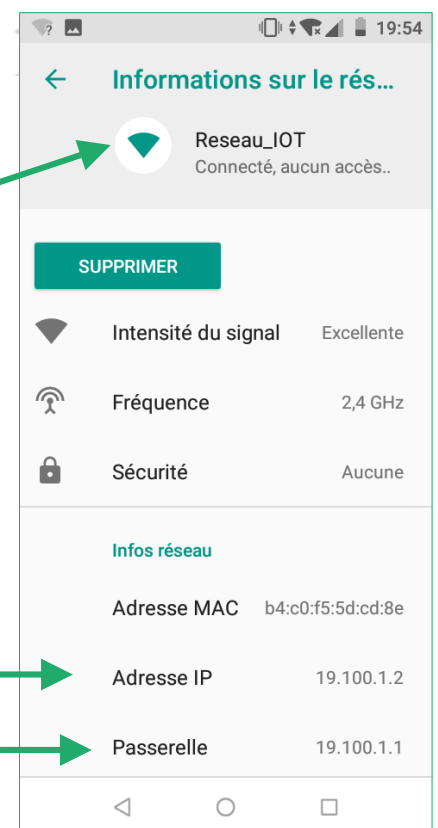 19:54
Informations sur le rés...
Reseau_IOT
Connecté, aucun accès..
SUPPRIMER
Intensité du signal Excellente
Fréquence 2,4 GHz
Sécurité Aucune
Infos réseau
Adresse MAC b4:c0:f5:5d:cd:8e
Adresse IP 19.100.1.2
Passerelle 19.100.1.1